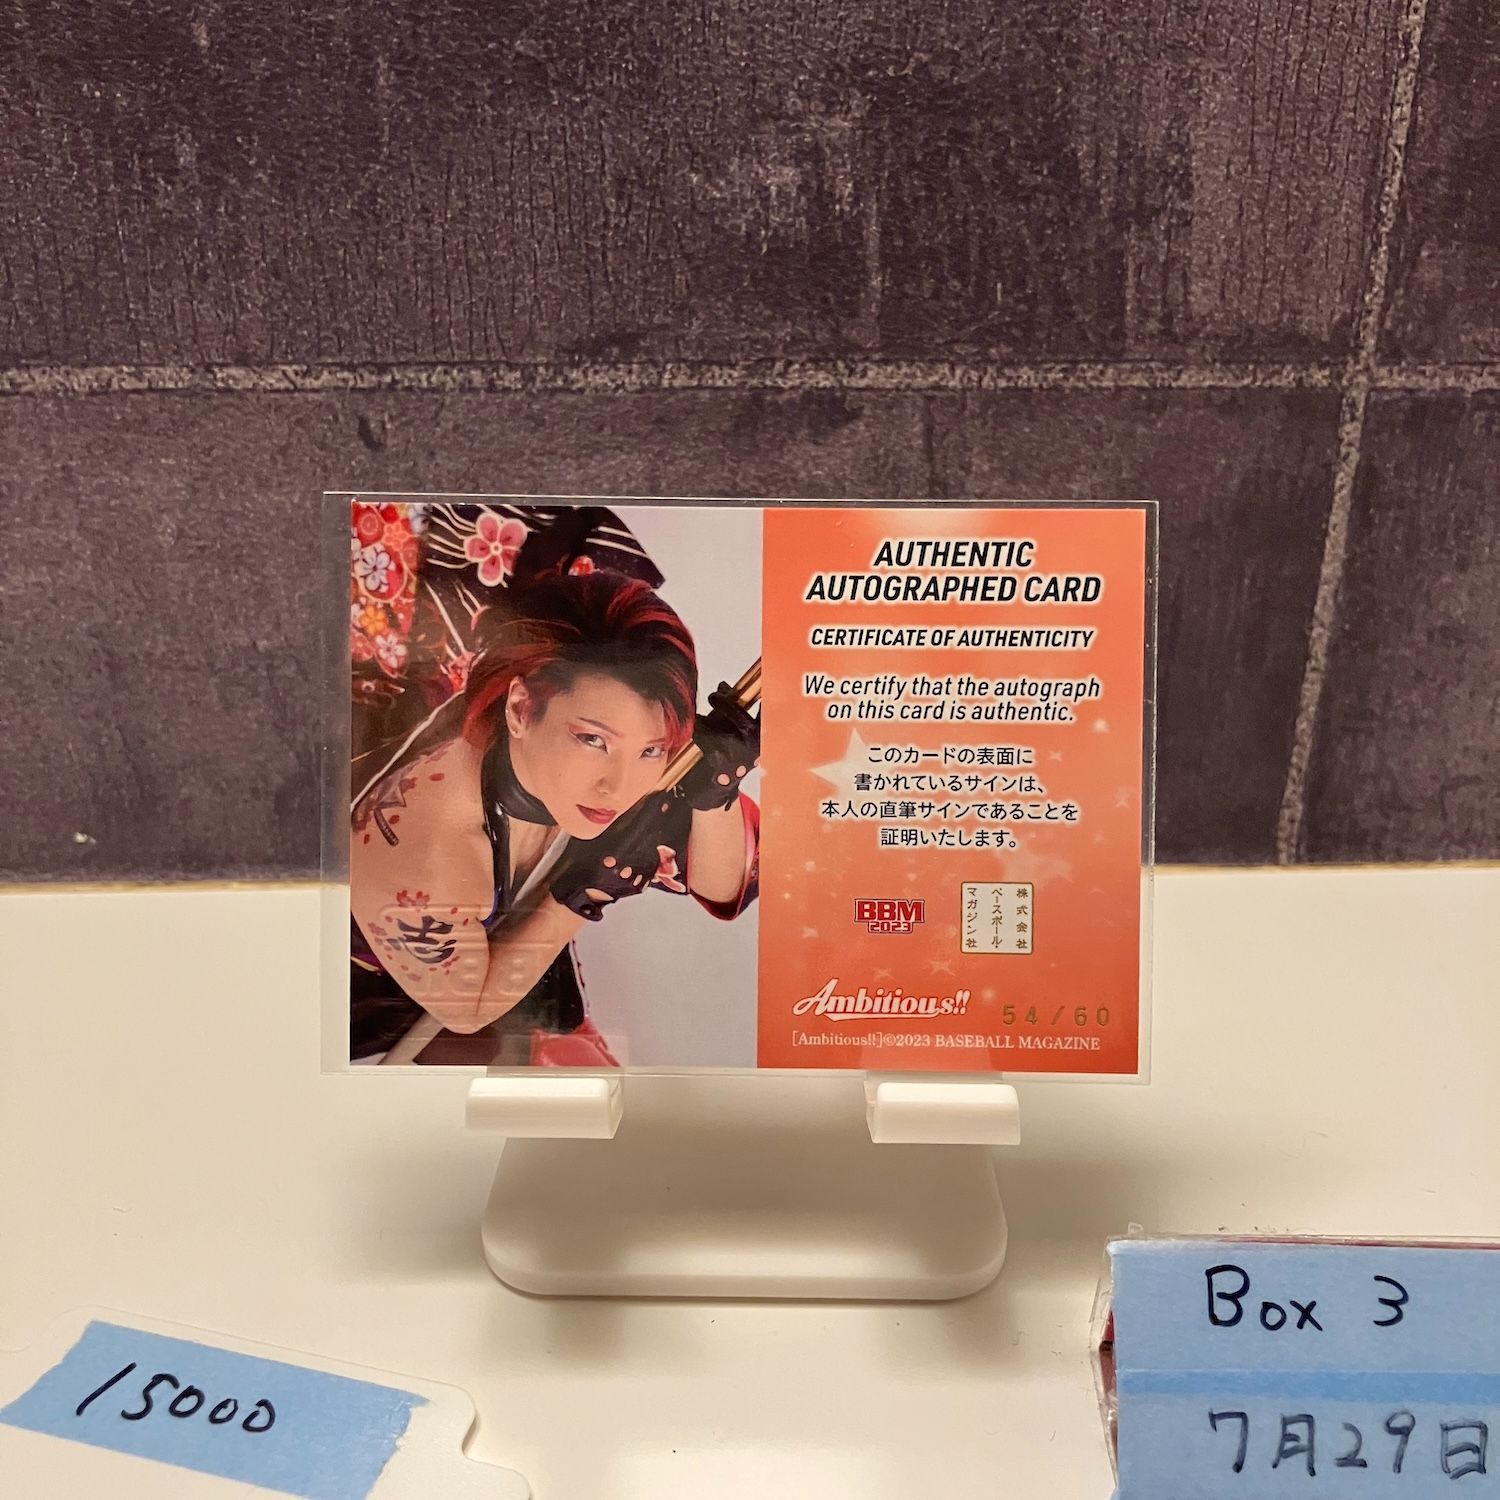 AUTHENTIC
AUTOGRAPHED CARD
CERTIFICATE OF AUTHENTICITY
We certify that the autograph
on this card is authentic.
このカードの表面に
書かれているサインは、
本人の直筆サインであることを
証明いたします。
BBM
2023
株式会社
ベースボール・
マガジン社
Ambitious!!
54/60
[Ambitious!!]©2023 BASEBALL MAGAZINE
志
BBM
15000
Box 3
7月29日